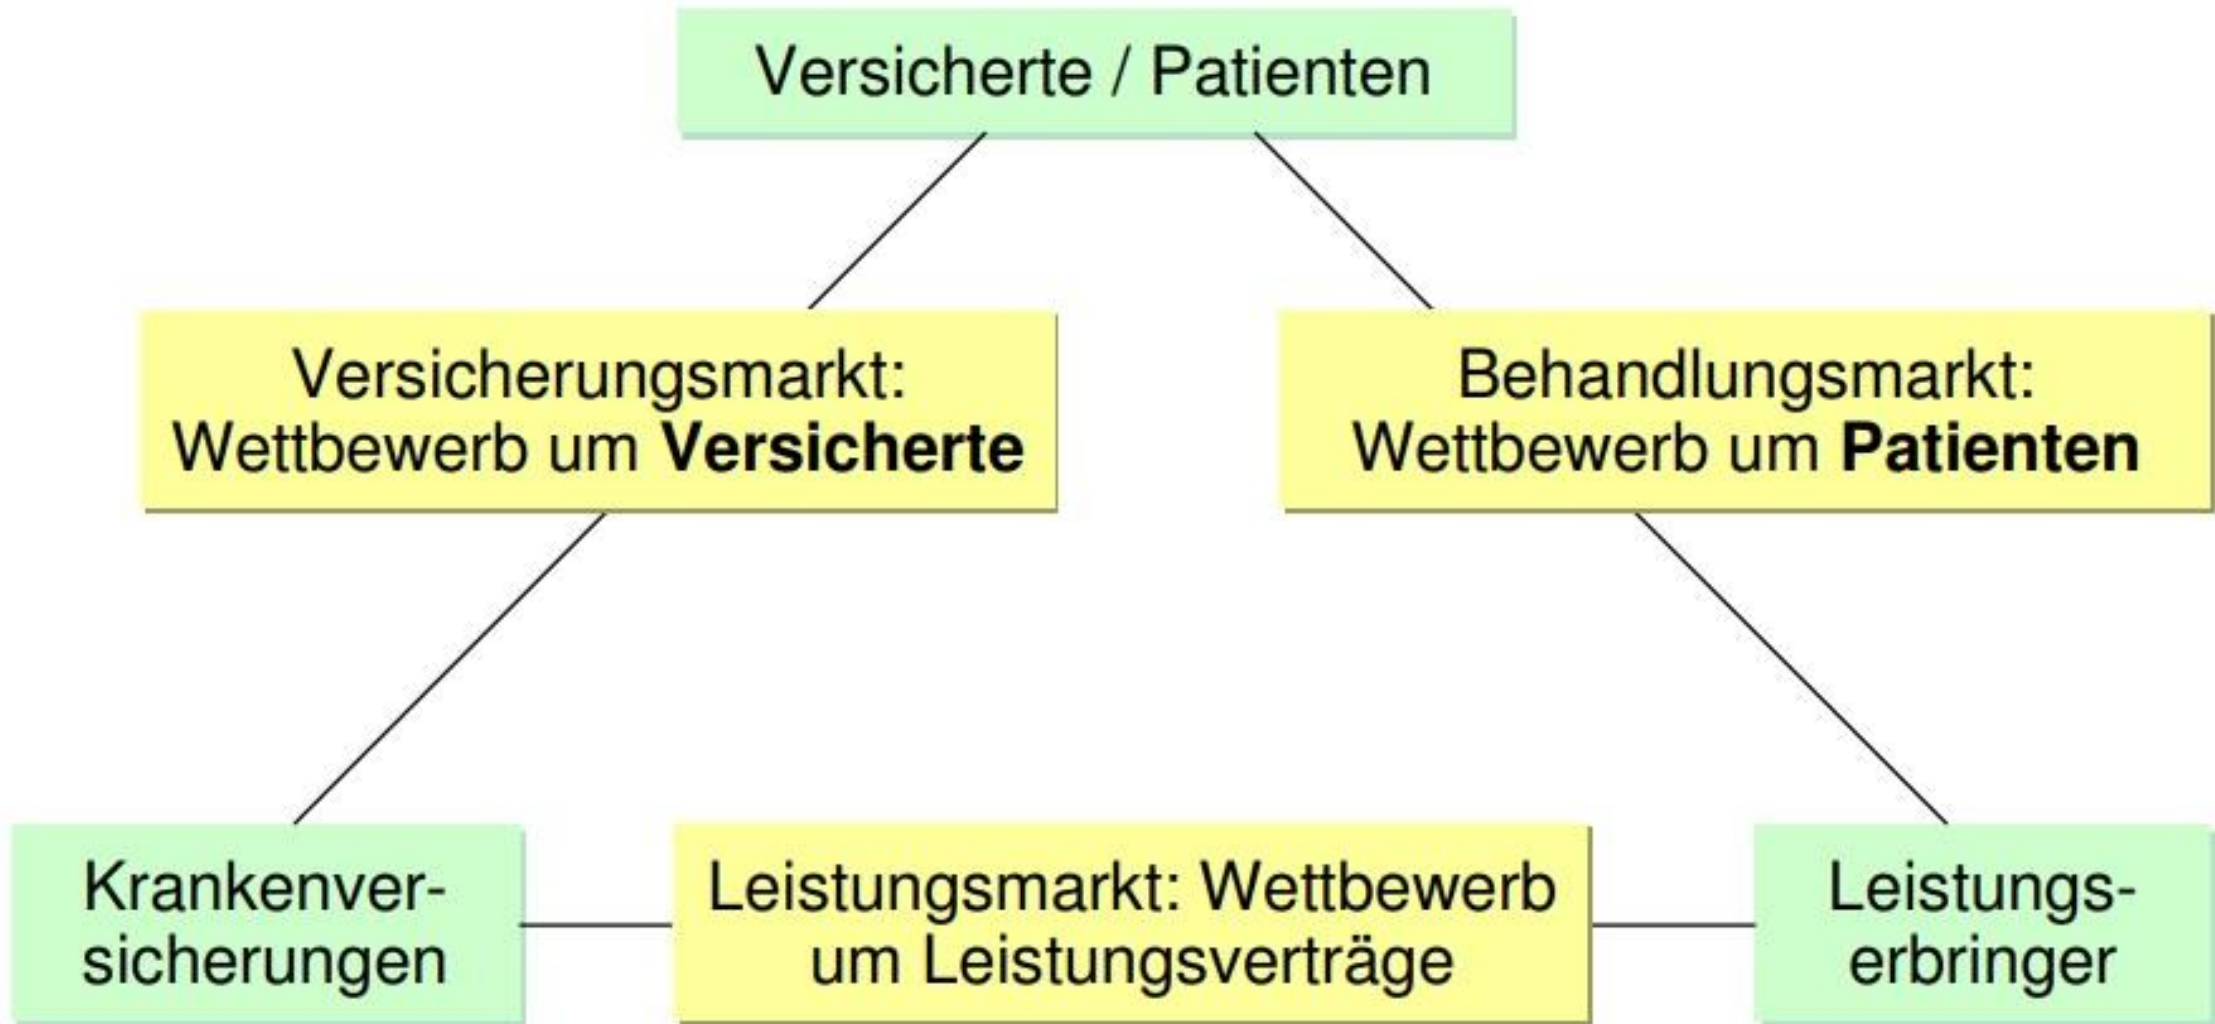 Versicherte / Patienten
Versicherungsmarkt:
Wettbewerb um Versicherte
Behandlungsmarkt:
Wettbewerb um Patienten
Krankenver-
sicherungen
Leistungsmarkt: Wettbewerb
um Leistungsverträge
Leistungs-
erbringer